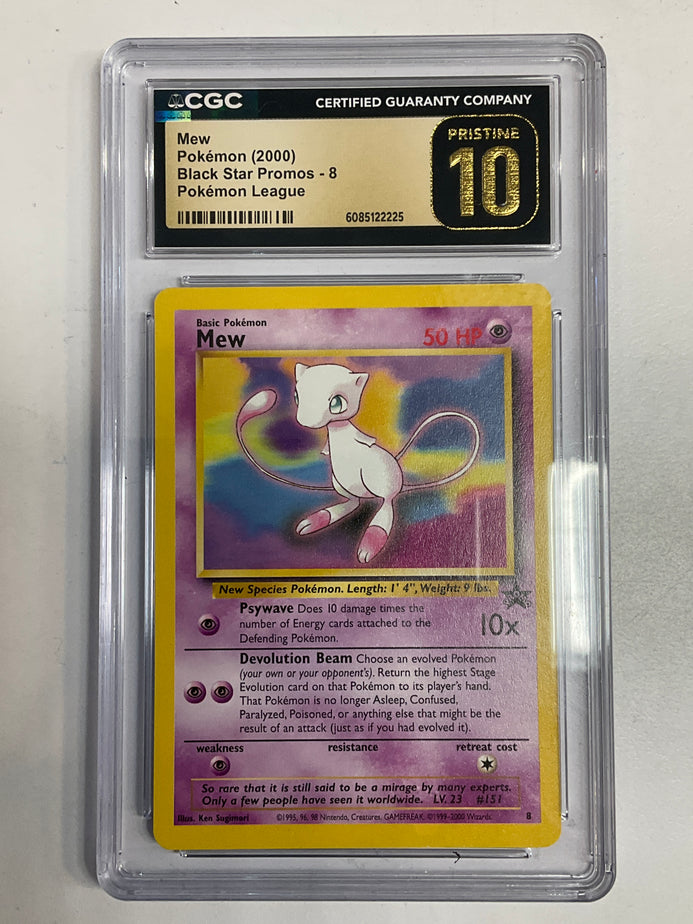 CGC
CERTIFIED GUARANTY COMPANY
Mew
Pokémon (2000)
Black Star Promos - 8
Pokémon League
6085122225
PRISTINE
10
Basic Pokémon
Mew
50 HP
New Species Pokémon. Length: 1' 4", Weight: 9 lbs.
Psywave Does 10 damage times the
number of Energy cards attached to the
Defending Pokémon.
10x
Devolution Beam Choose an evolved Pokémon
(your own or your opponent's). Return the highest Stage
Evolution card on that Pokémon to its player's hand.
That Pokémon is no longer Asleep, Confused,
Paralyzed, Poisoned, or anything else that might be the
result of an attack (just as if you had evolved it).
weakness
resistance
retreat cost
So rare that it is still said to be a mirage by many experts.
Only a few people have seen it worldwide. LV. 23 #151
Illus. Ken Sugimori
©1995, 96, 98 Nintendo, Creatures, GAMEFREAK. ©1999-2000 Wizards.
8